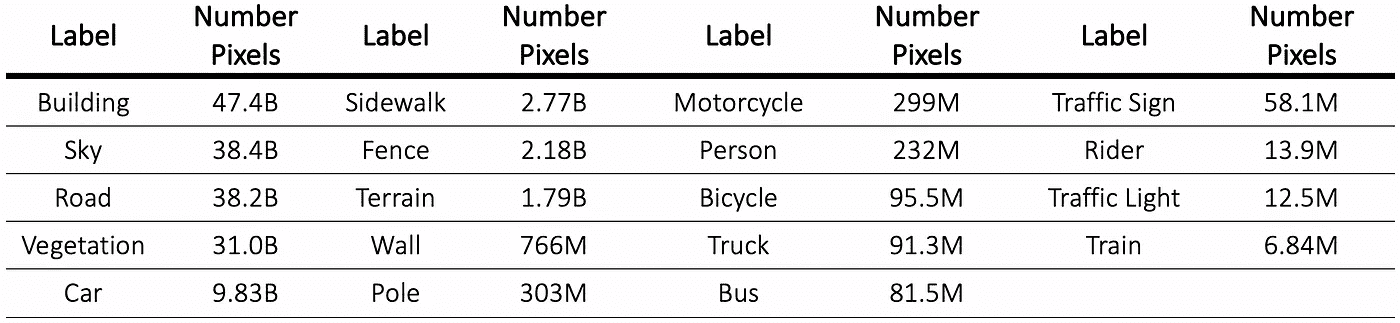 Label Number Pixels Label Number Pixels Label Number Pixels Label Number Pixels
Building 47.4B Sidewalk 2.77B Motorcycle 299M Traffic Sign 58.1M
Sky 38.4B Fence 2.18B Person 232M Rider 13.9M
Road 38.2B Terrain 1.79B Bicycle 95.5M Traffic Light 12.5M
Vegetation 31.0B Wall 766M Truck 91.3M Train 6.84M
Car 9.83B Pole 303M Bus 81.5M